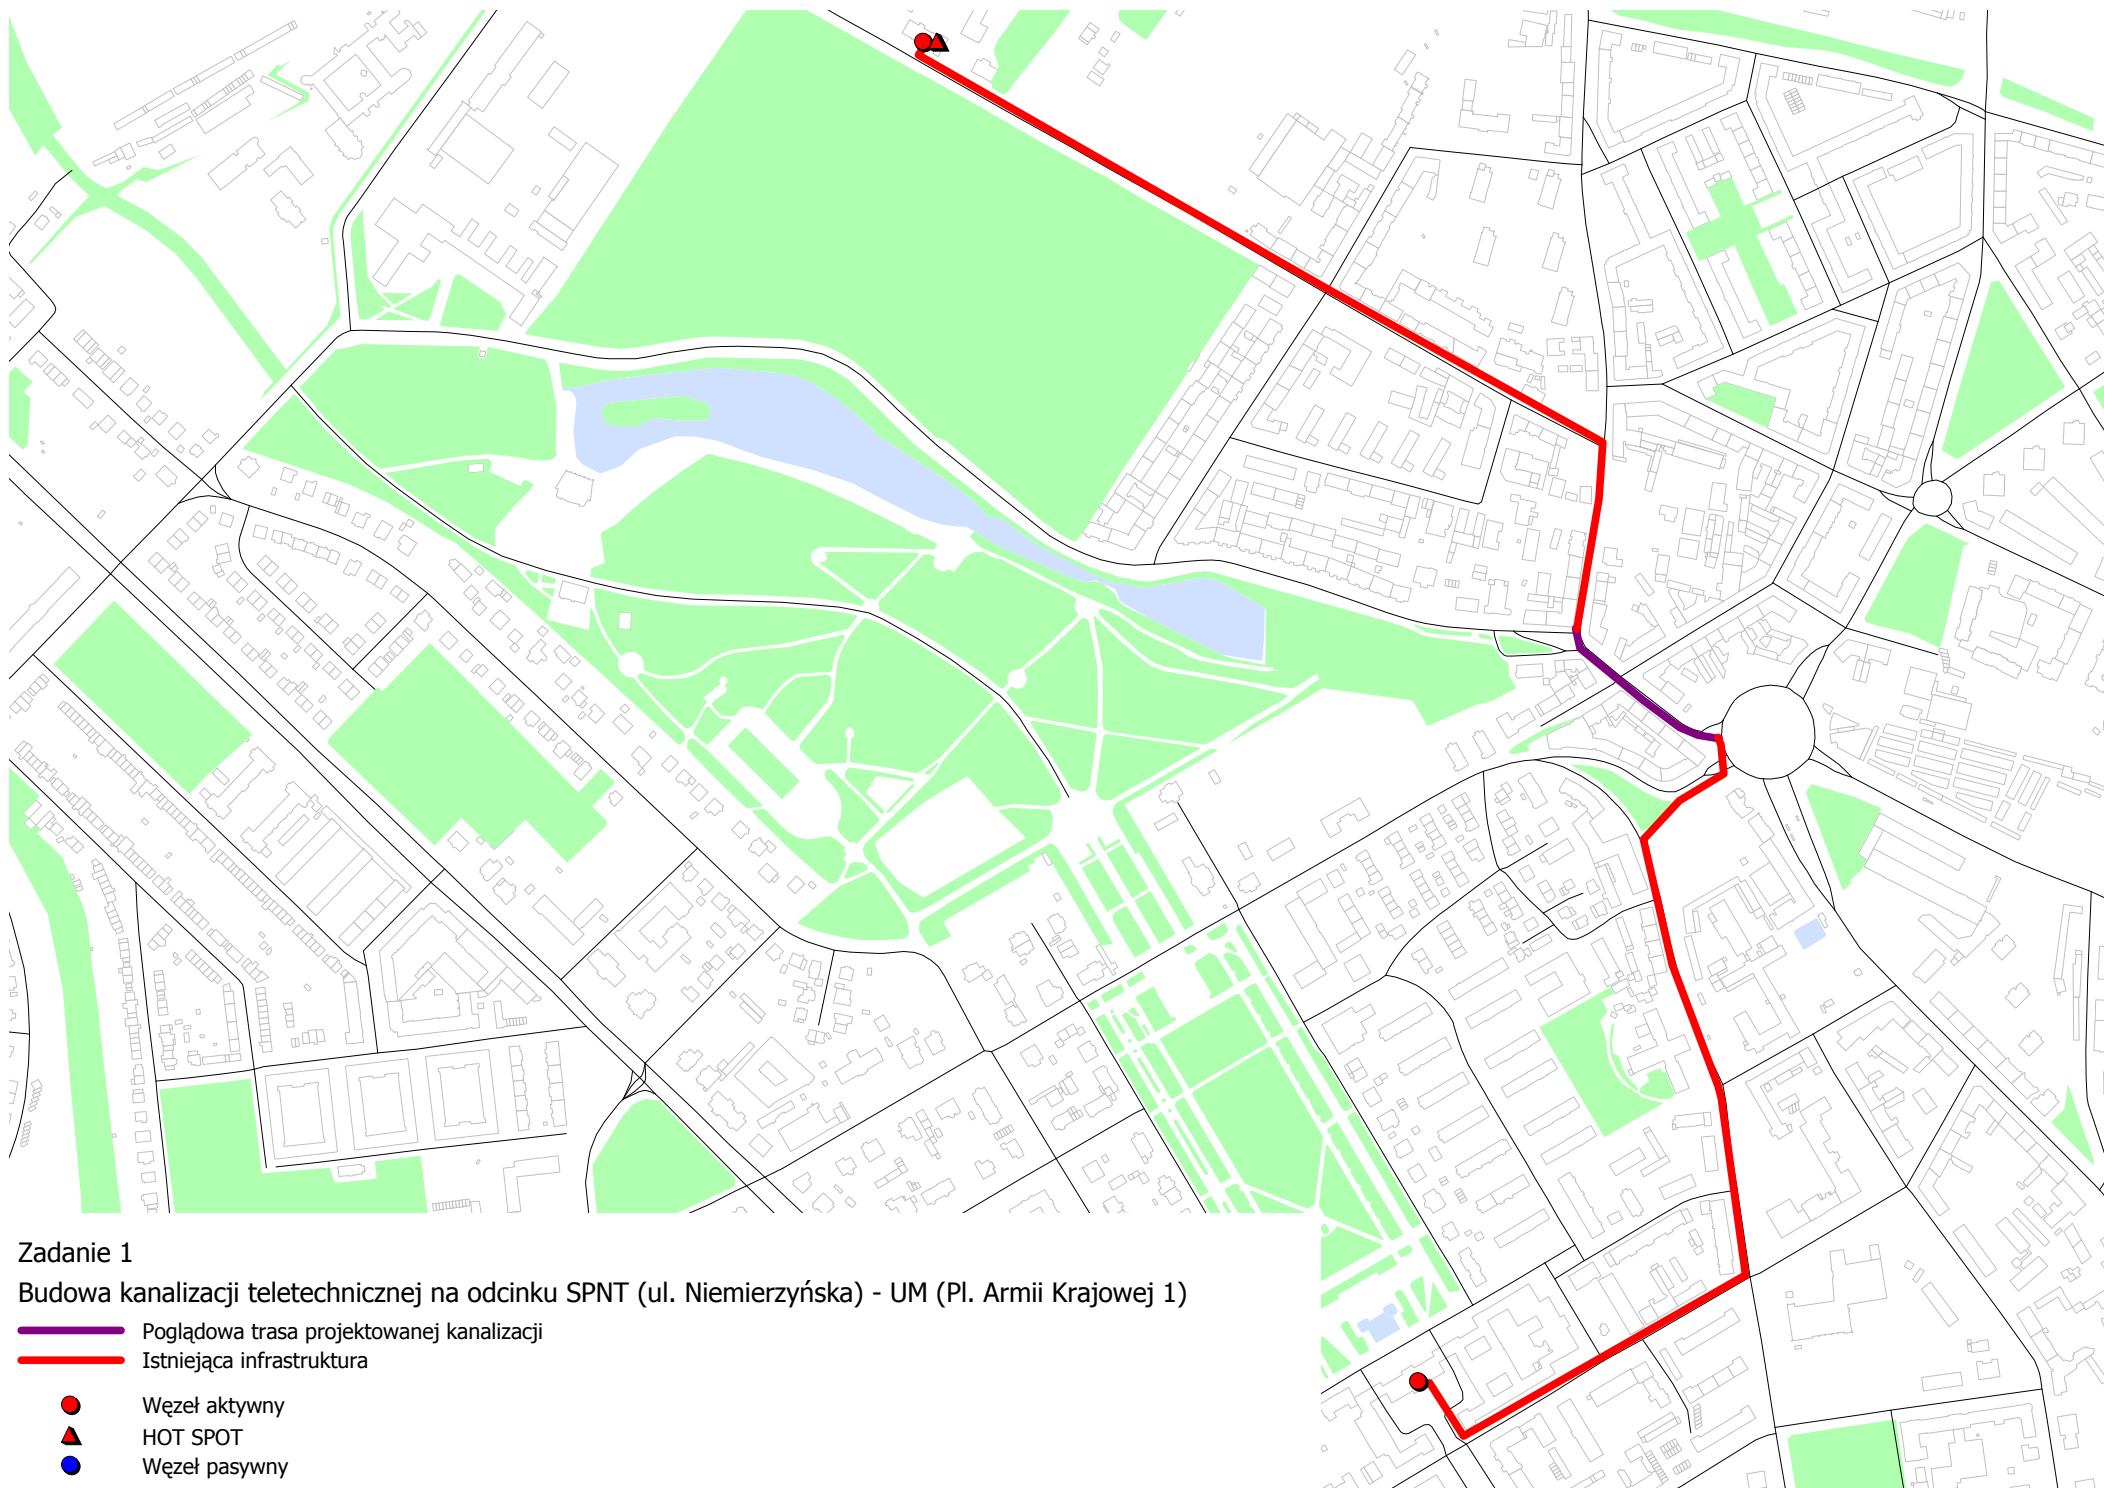 Zadanie 1
Budowa kanalizacji teletechnicznej na odcinku SPNT (ul. Niemierzyńska) - UM (Pl. Armii Krajowej 1)
Poglądowa trasa projektowanej kanalizacji
Istniejąca infrastruktura
Węzeł aktywny
HOT SPOT
Węzeł pasywny